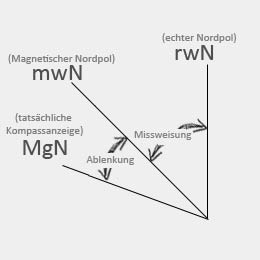 (echter Nordpol)
rwN
(Magnetischer Nordpol)
mwN
(tatsächliche
Kompassanzeige)
MgN
Missweisung
Ablenkung